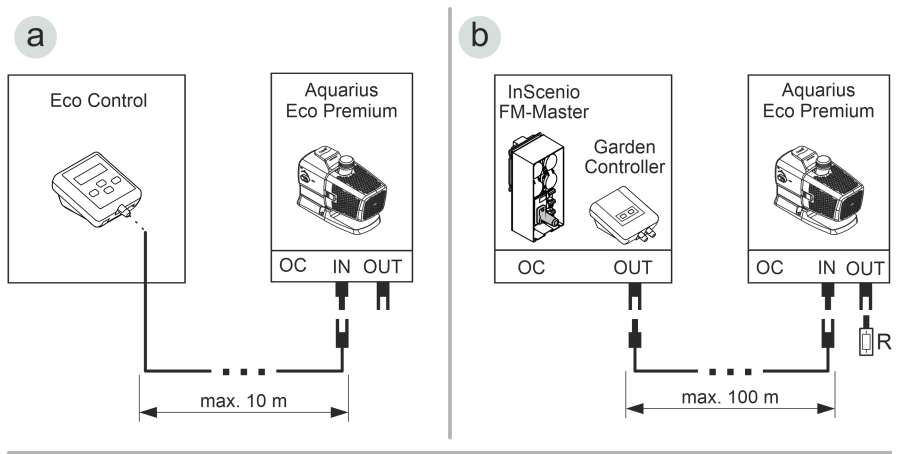 a
Eco Control
Aquarius
Eco Premium
OC IN OUT
max. 10 m
b
InScenio
FM-Master
Garden
Controller
OC OUT
Aquarius
Eco Premium
OC IN OUT
R
max. 100 m